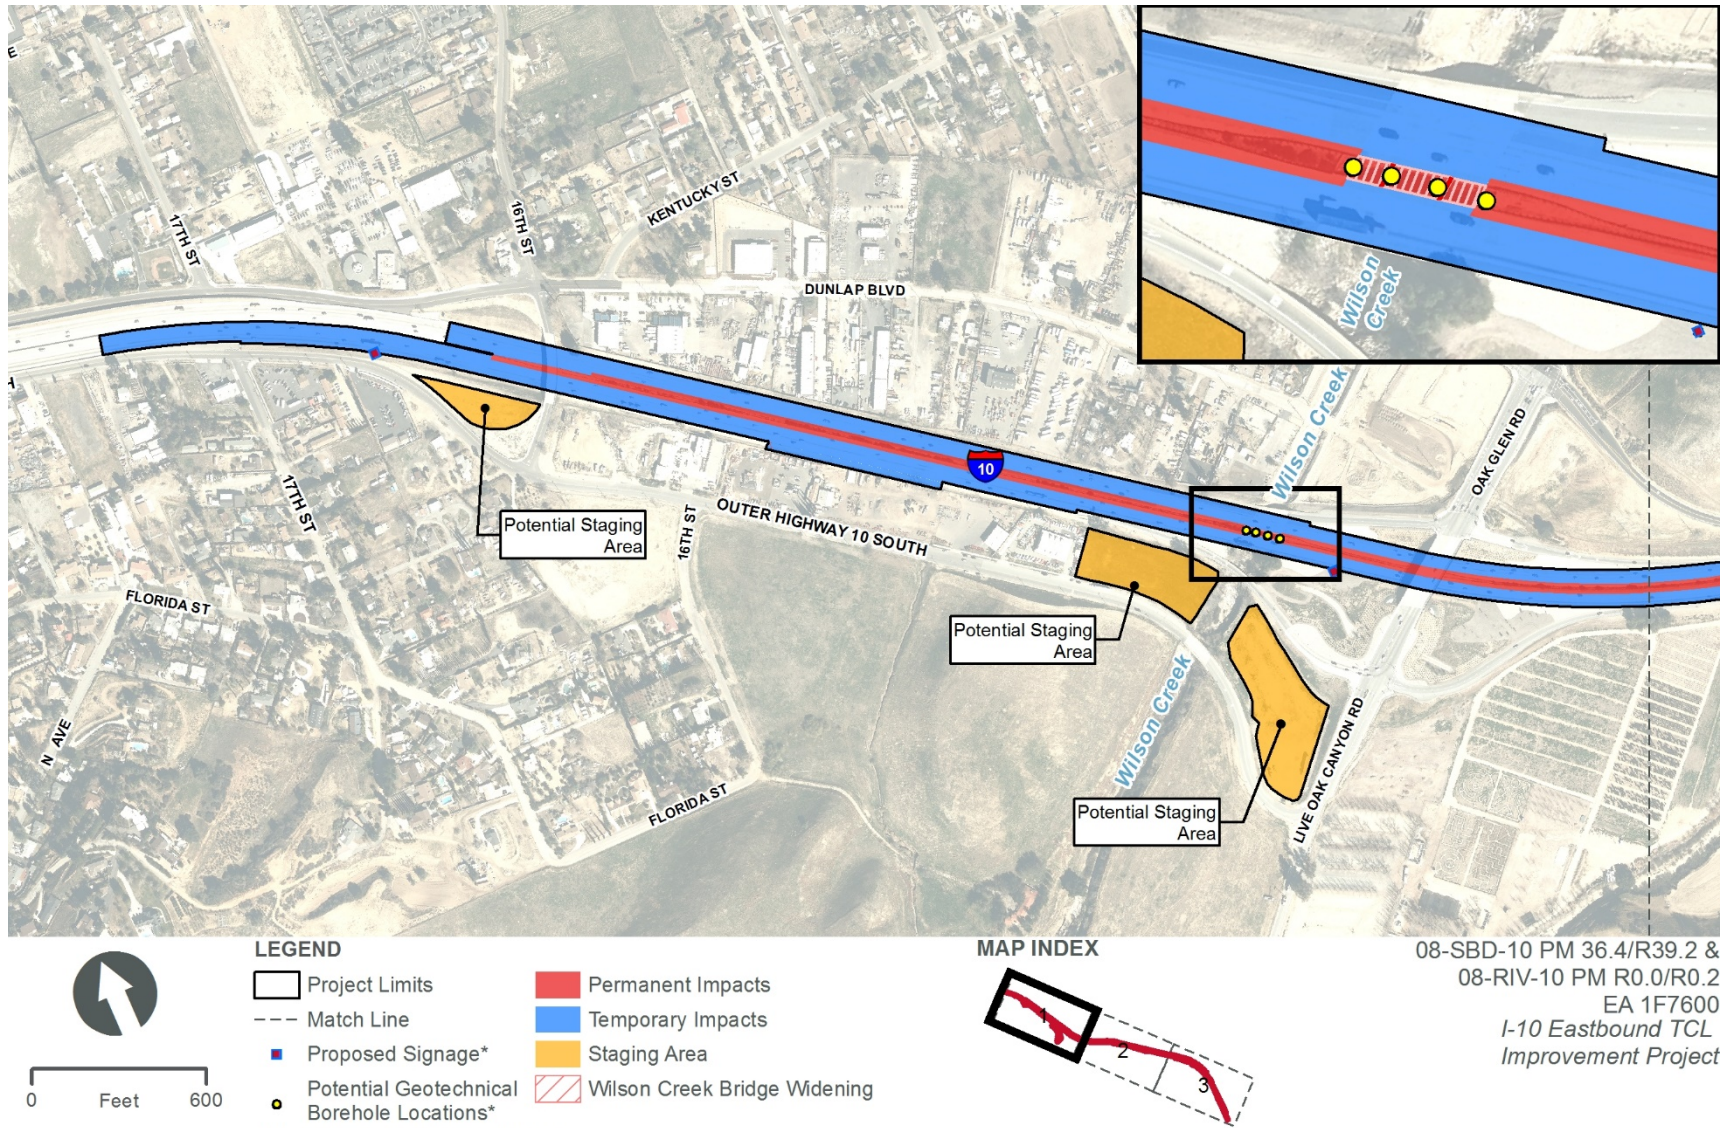 E
17TH ST
16TH ST
KENTUCKY ST
DUNLAP BLVD
Wilson
Creek
Wilson Creek
OAK GLEN RD
H
10
17TH ST
Potential Staging
Area
16TH ST
OUTER HIGHWAY 10 SOUTH
FLORIDA ST
Potential Staging
Area
Wilson Creek
N AVE
FLORIDA ST
Potential Staging
Area
LIVE OAK CANYON RD
LEGEND
Project Limits
Match Line
Proposed Signage*
Potential Geotechnical
Borehole Locations*
Permanent Impacts
Temporary Impacts
Staging Area
Wilson Creek Bridge Widening
0 Feet 600
MAP INDEX
1
2
3
08-SBD-10 PM 36.4/R39.2 &
08-RIV-10 PM R0.0/R0.2
EA 1F7600
I-10 Eastbound TCL
Improvement Project